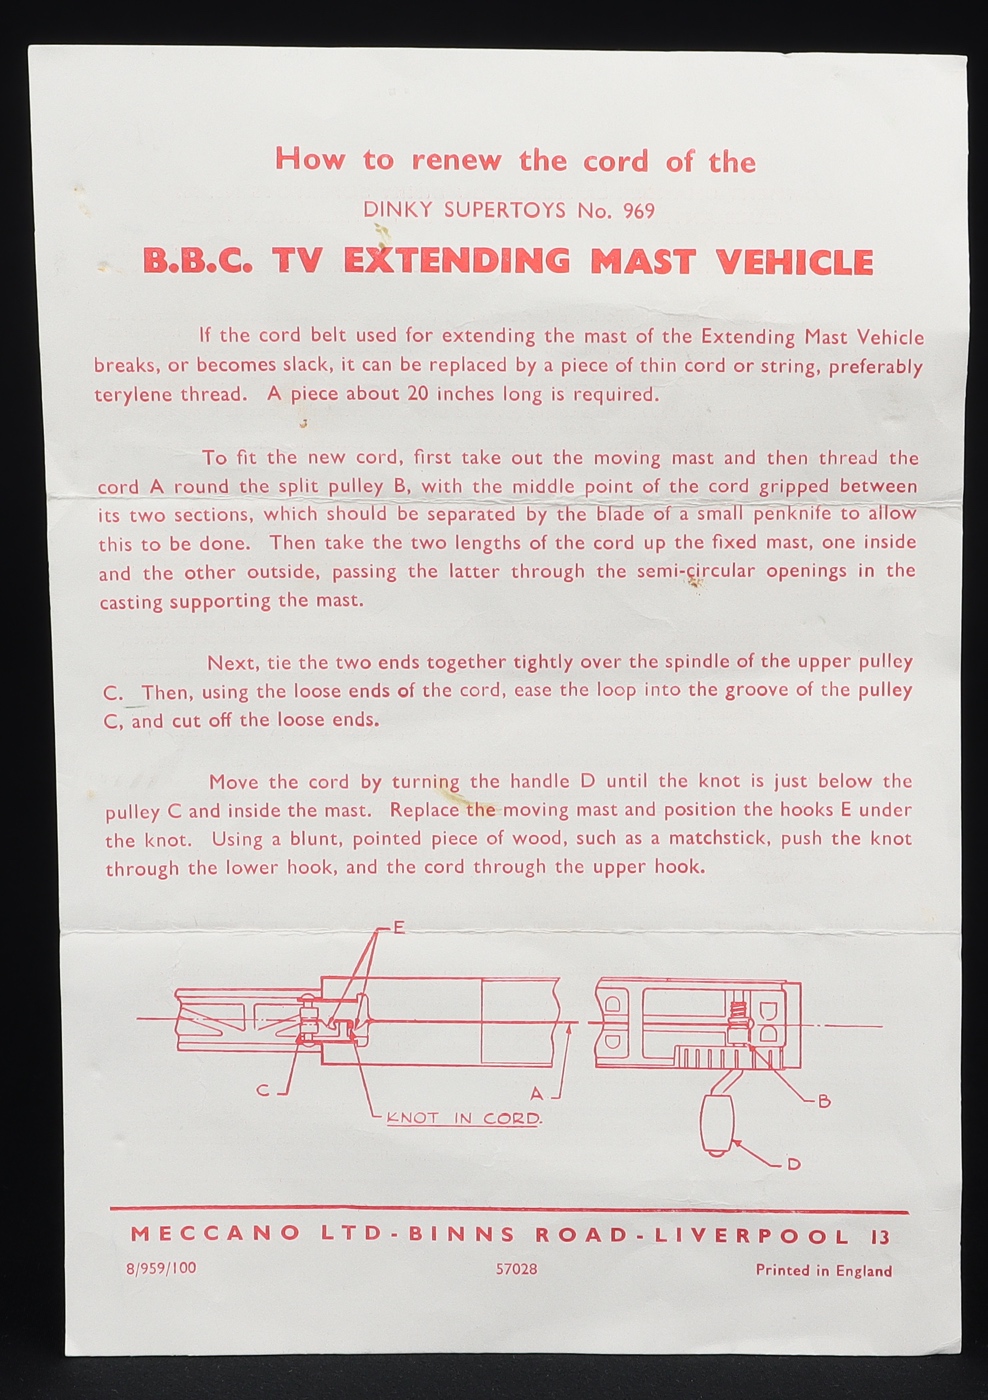 How to renew the cord of the
DINKY SUPERTOYS No. 969
B.B.C. TV EXTENDING MAST VEHICLE
If the cord belt used for extending the mast of the Extending Mast Vehicle
breaks, or becomes slack, it can be replaced by a piece of thin cord or string, preferably
terylene thread. A piece about 20 inches long is required.
To fit the new cord, first take out the moving mast and then thread the
cord A round the split pulley B, with the middle point of the cord gripped between
its two sections, which should be separated by the blade of a small penknife to allow
this to be done. Then take the two lengths of the cord up the fixed mast, one inside
and the other outside, passing the latter through the semi-circular openings in the
casting supporting the mast.
Next, tie the two ends together tightly over the spindle of the upper pulley
C. Then, using the loose ends of the cord, ease the loop into the groove of the pulley
C, and cut off the loose ends.
Move the cord by turning the handle D until the knot is just below the
pulley C and inside the mast. Replace the moving mast and position the hooks E under
the knot. Using a blunt, pointed piece of wood, such as a matchstick, push the knot
through the lower hook, and the cord through the upper hook.
E
C
A
B
KNOT IN CORD.
D
MECCANO LTD-BINNS ROAD-LIVERPOOL 13
8/959/100 57028 Printed in England